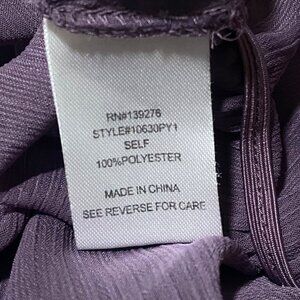 RN#139276
STYLE#10630PY1
SELF
100%POLYESTER
MADE IN CHINA
SEE REVERSE FOR CARE